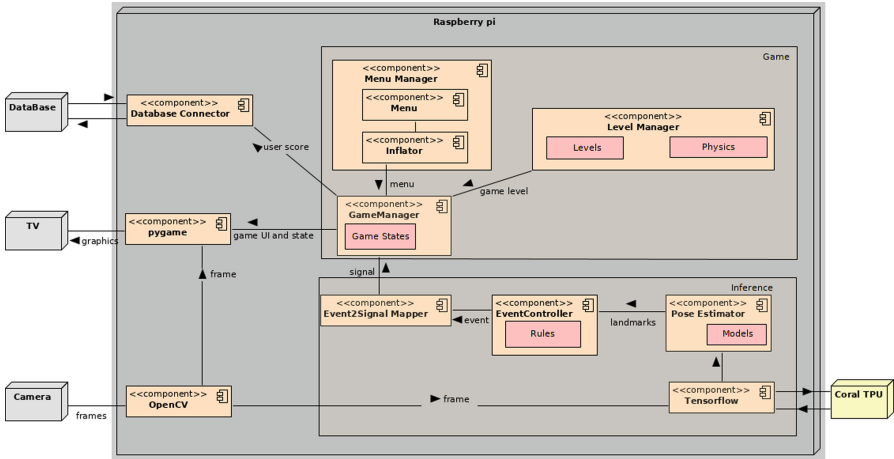 Raspberry pi
Game
<<component>>
Menu Manager
<<component>>
Menu
<<component>>
Inflator
<<component>>
Level Manager
Levels
Physics
DataBase
<<component>>
Database Connector
user score
menu
game level
<<component>>
GameManager
Game States
TV
graphics
<<component>>
pygame
game UI and state
frame
signal
Inference
<<component>>
Event2Signal Mapper
event
<<component>>
EventController
Rules
landmarks
<<component>>
Pose Estimator
Models
Camera
frames
<<component>>
OpenCV
frame
<<component>>
Tensorflow
Coral TPU